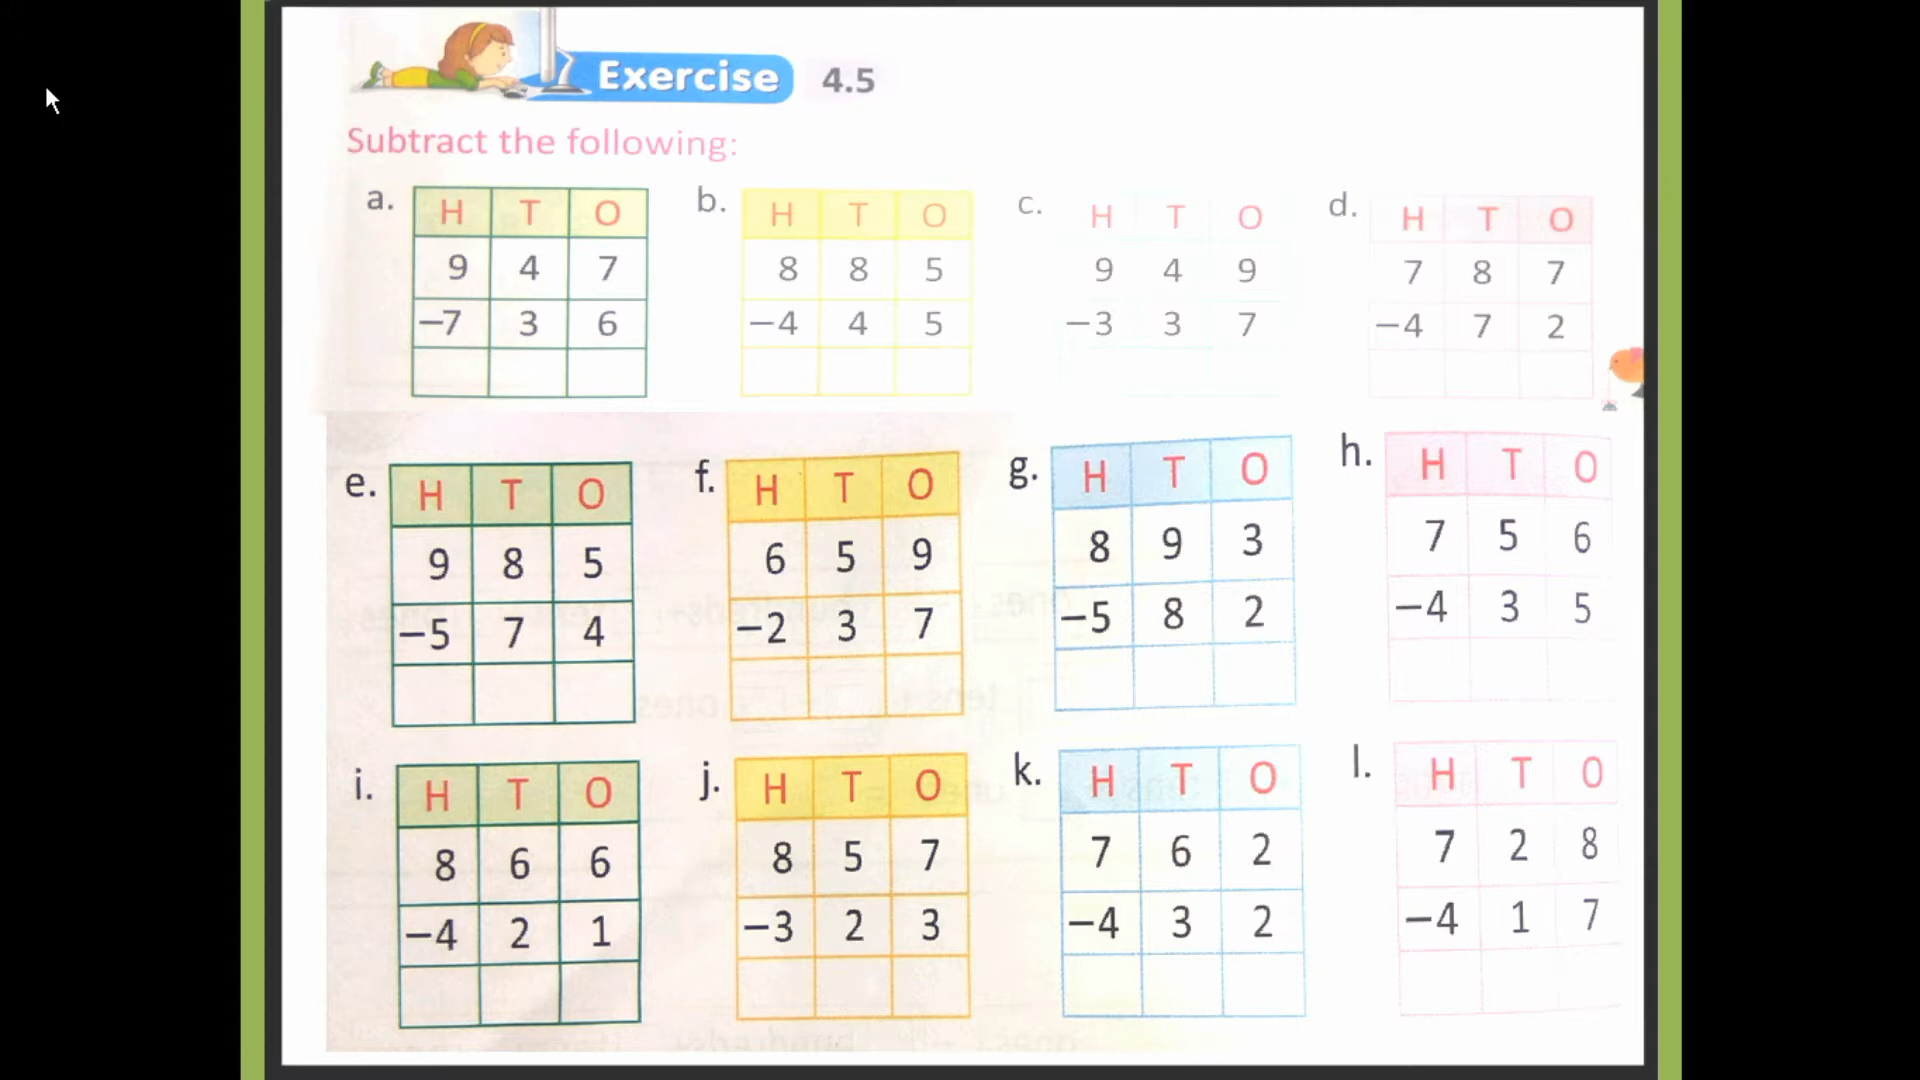 Exercise 4.5
Subtract the following:
a. H T O b. H T O c. H T O d. H T O
9 4 7 8 8 5 9 4 9 7 8 7
−7 3 6 −4 4 5 −3 3 7 −4 7 2
e. H T O f. H T O g. H T O h. H T O
9 8 5 6 5 9 8 9 3 7 5 6
−5 7 4 −2 3 7 −5 8 2 −4 3 5
i. H T O j. H T O k. H T O l. H T O
8 6 6 8 5 7 7 6 2 7 2 8
−4 2 1 −3 2 3 −4 3 2 −4 1 7